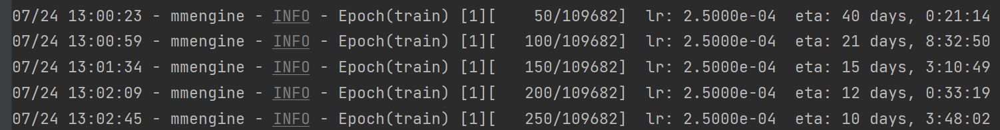 07/24 13:00:23 - mmengine - INFO - Epoch(train) [1][    50/109682]  lr: 2.5000e-04  eta: 40 days, 0:21:14
07/24 13:00:59 - mmengine - INFO - Epoch(train) [1][   100/109682]  lr: 2.5000e-04  eta: 21 days, 8:32:50
07/24 13:01:34 - mmengine - INFO - Epoch(train) [1][   150/109682]  lr: 2.5000e-04  eta: 15 days, 3:10:49
07/24 13:02:09 - mmengine - INFO - Epoch(train) [1][   200/109682]  lr: 2.5000e-04  eta: 12 days, 0:33:19
07/24 13:02:45 - mmengine - INFO - Epoch(train) [1][   250/109682]  lr: 2.5000e-04  eta: 10 days, 3:48:02